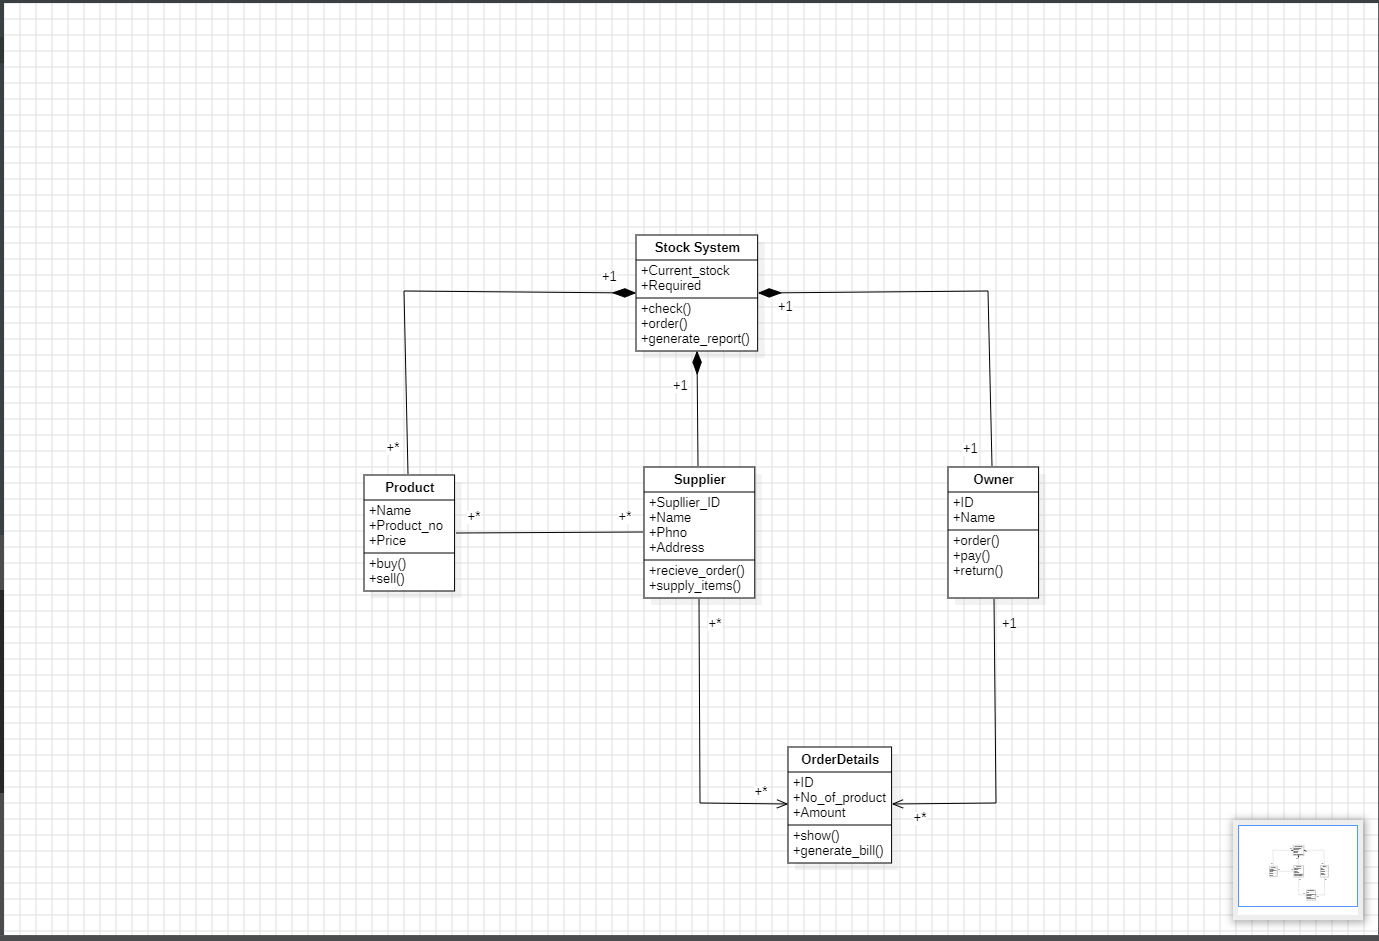 Stock System
+Current_stock
+Required
+check()
+order()
+generate_report()
+1
+1
+1
+*
+1
Product
+Name
+Product_no
+Price
+buy()
+sell()
+*
+*
Supplier
+Supllier_ID
+Name
+Phno
+Address
+recieve_order()
+supply_items()
Owner
+ID
+Name
+order()
+pay()
+return()
+*
+1
OrderDetails
+ID
+No_of_product
+Amount
+show()
+generate_bill()
+*
+*